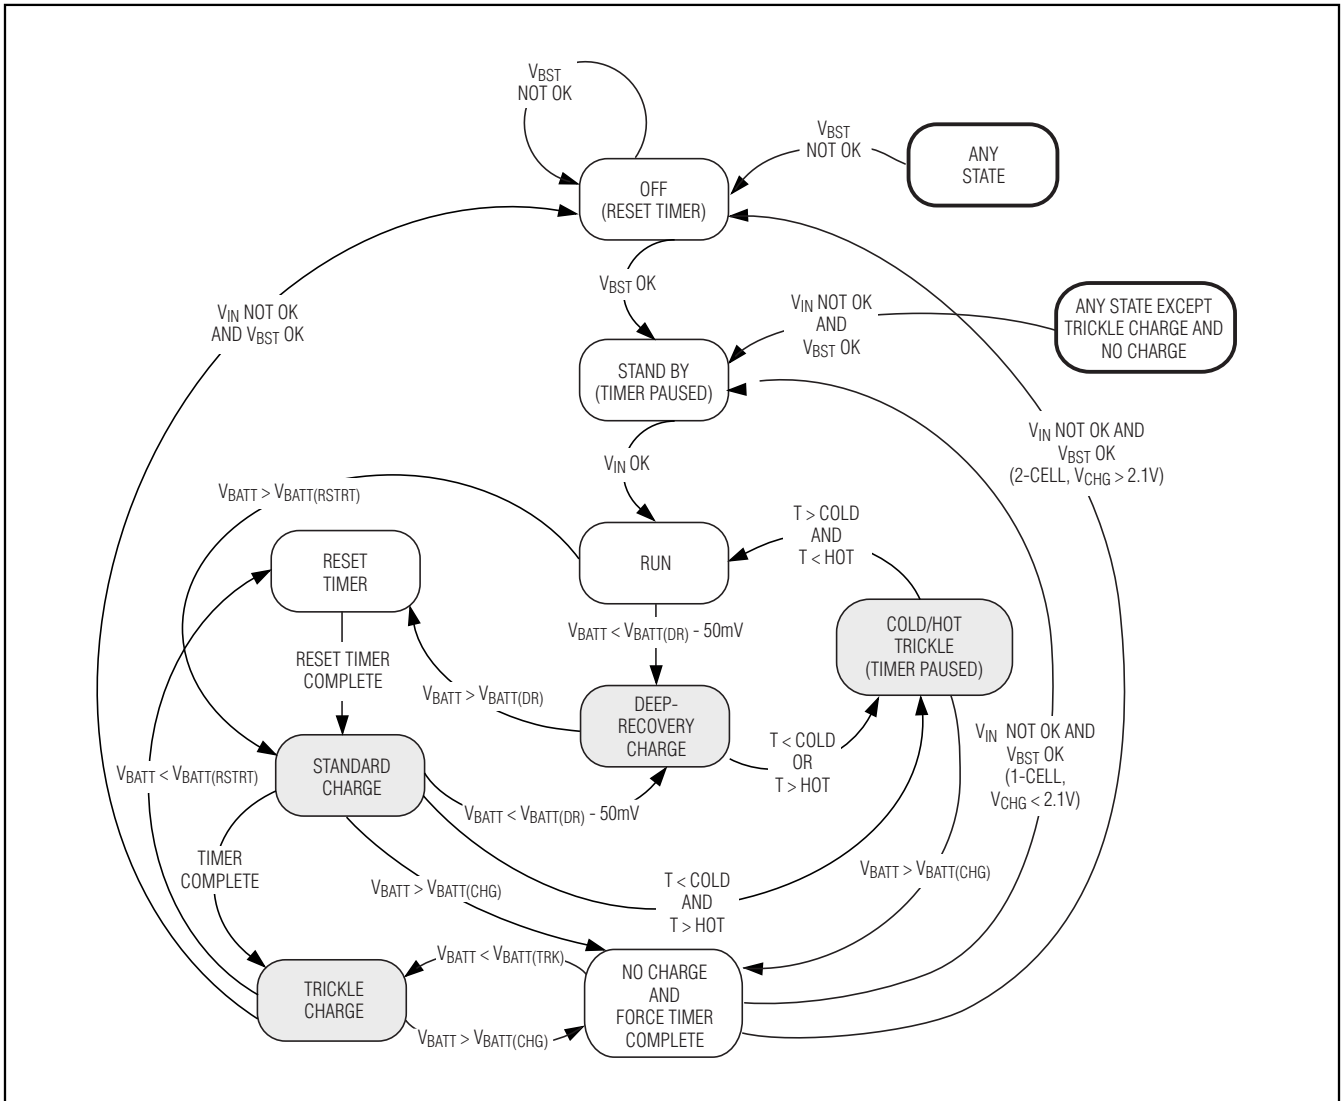 VBST
NOT OK
VBST
NOT OK
ANY
STATE
OFF
(RESET TIMER)
VBST OK
VIN NOT OK
AND VBST OK
VIN NOT OK
AND
VBST OK
ANY STATE EXCEPT
TRICKLE CHARGE AND
NO CHARGE
STAND BY
(TIMER PAUSED)
VIN OK
VIN NOT OK AND
VBST OK
(2-CELL, VCHG > 2.1V)
VBATT > VBATT(RSTRT)
RESET
TIMER
RUN
T > COLD
AND
T < HOT
VBATT < VBATT(DR) - 50mV
COLD/HOT
TRICKLE
(TIMER PAUSED)
RESET TIMER
COMPLETE
VBATT > VBATT(DR)
DEEP-
RECOVERY
CHARGE
T < COLD
OR
T > HOT
VIN NOT OK AND
VBST OK
(1-CELL,
VCHG < 2.1V)
VBATT < VBATT(RSTRT)
STANDARD
CHARGE
VBATT < VBATT(DR) - 50mV
TIMER
COMPLETE
VBATT > VBATT(CHG)
T < COLD
AND
T > HOT
VBATT > VBATT(CHG)
VBATT < VBATT(TRK)
TRICKLE
CHARGE
NO CHARGE
AND
FORCE TIMER
COMPLETE
VBATT > VBATT(CHG)